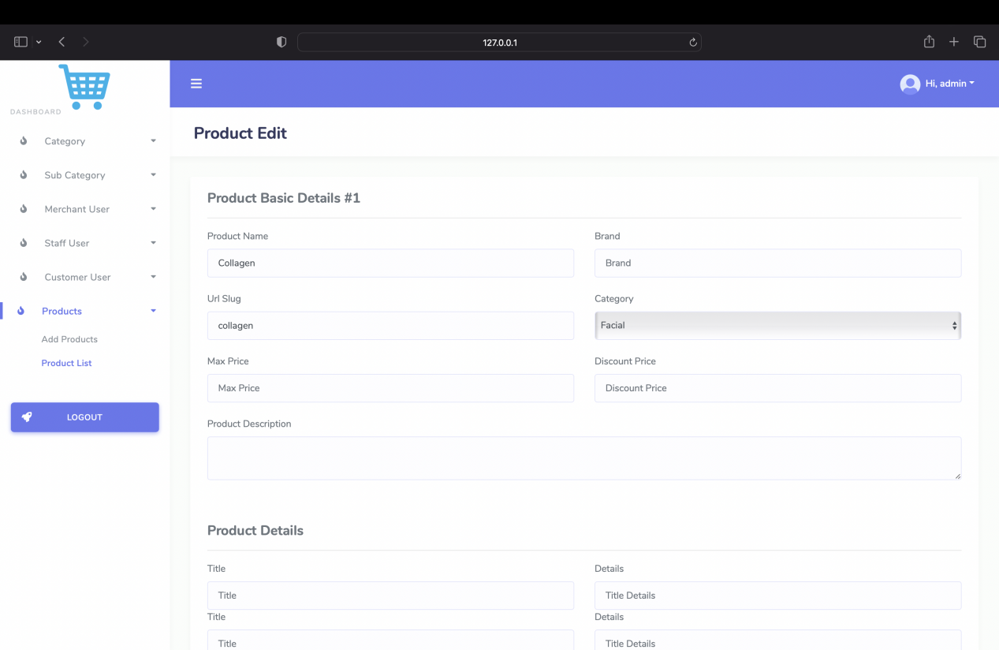 127.0.0.1
Hi, admin
DASHBOARD
Category
Sub Category
Merchant User
Staff User
Customer User
Products
Add Products
Product List
LOGOUT
Product Edit
Product Basic Details #1
Product Name
Brand
Collagen
Brand
Url Slug
Category
collagen
Facial
Max Price
Discount Price
Max Price
Discount Price
Product Description
Product Details
Title
Details
Title
Title Details
Title
Details
Title
Title Details